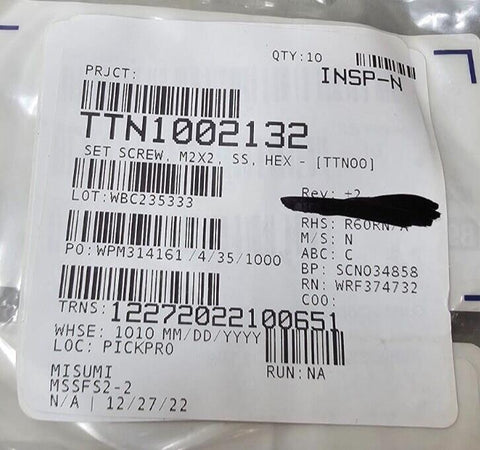 QTY:10
PRJCT:
INSP-N
TTN1002132
SET SCREW, M2X2, SS, HEX - [TTN00]
LOT:WBC235333
Rev: +2
RHS: R60RN/A
PO:WPM314161 /4/35/1000
M/S: N
ABC: C
BP: SCN034858
RN: WRF374732
COO:
TRNS:12272022100651
WHSE: 1010 MM/DD/YYYY
LOC: PICKPRO
RUN: NA
MISUMI
MSSFS2-2
N/A | 12/27/22